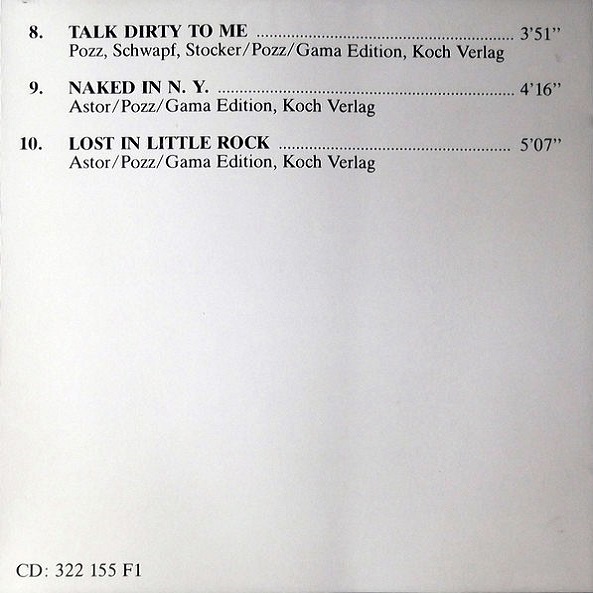 8. TALK DIRTY TO ME ........................................................ 3'51"
Pozz, Schwapf, Stocker/Pozz/Gama Edition, Koch Verlag
9. NAKED IN N. Y. ................................................................ 4'16"
Astor/Pozz/Gama Edition, Koch Verlag
10. LOST IN LITTLE ROCK .................................................. 5'07"
Astor/Pozz/Gama Edition, Koch Verlag
CD: 322 155 F1